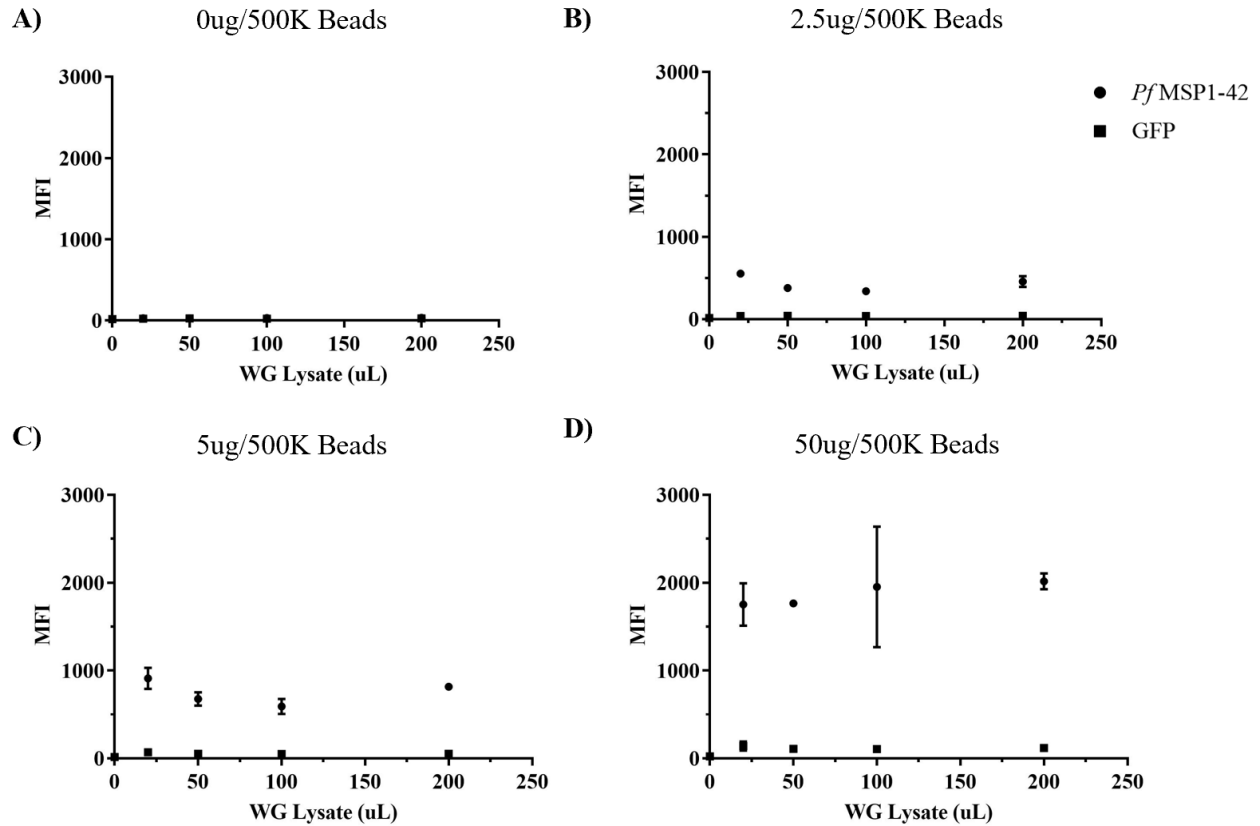 A) 0ug/500K Beads
3000
2000
1000
0
MFI
0 50 100 150 200 250
WG Lysate (uL)
B) 2.5ug/500K Beads
3000
2000
1000
0
MFI
0 50 100 150 200 250
WG Lysate (uL)
Pf MSP1-42
GFP
C) 5ug/500K Beads
3000
2000
1000
0
MFI
0 50 100 150 200 250
WG Lysate (uL)
D) 50ug/500K Beads
3000
2000
1000
0
MFI
0 50 100 150 200 250
WG Lysate (uL)